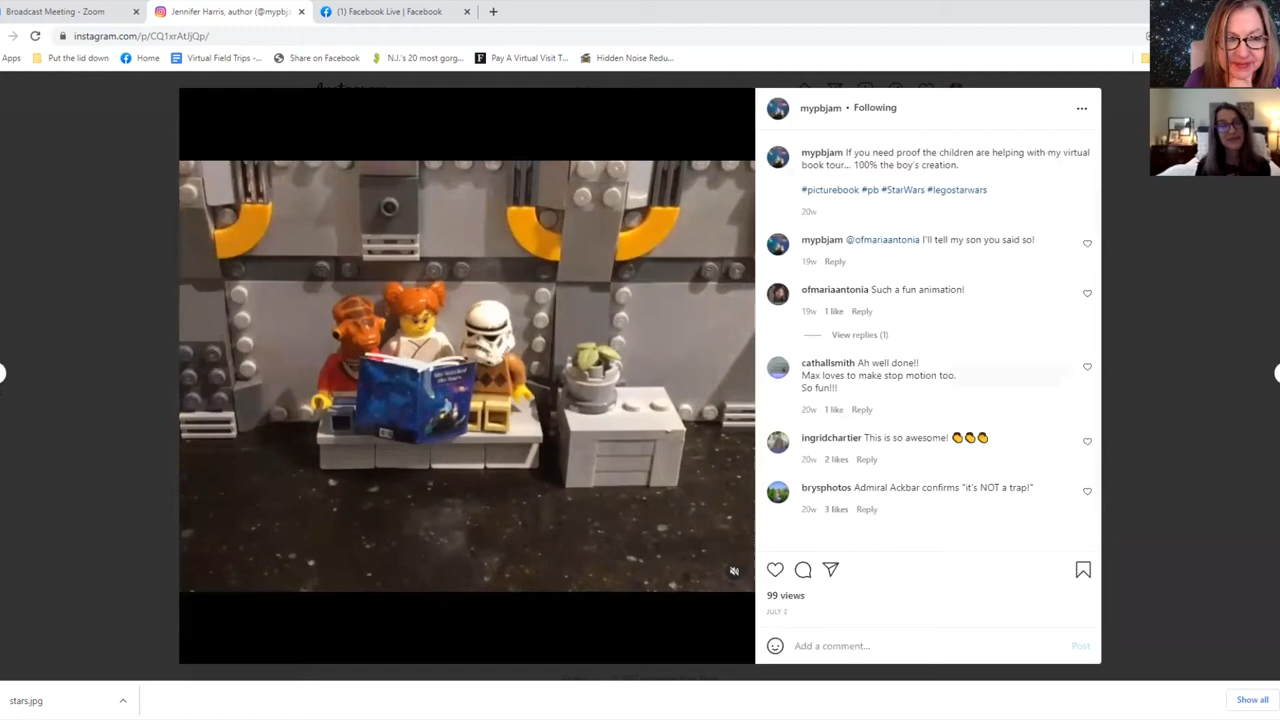 Broadcast Meeting - Zoom
Jennifer Harris, author (@mypbj
(1) Facebook Live | Facebook
instagram.com/p/CQ1xrAtJjQp/
Apps
Put the lid down
Home
Virtual Field Trips -...
Share on Facebook
N.J.'s 20 most gorg...
Pay A Virtual Visit T...
Hidden Noise Redu...
mypbjam • Following
mypbjam If you need proof the children are helping with my virtual
book tour... 100% the boy's creation.
#picturebook #pb #StarWars #legostarwars
20w
mypbjam @ofmariaantonia I'll tell my son you said so!
19w Reply
ofmariaantonia Such a fun animation!
19w 1 like Reply
View replies (1)
cathallsmith Ah well done!!
Max loves to make stop motion too.
So fun!!!
20w 1 like Reply
ingridchartier This is so awesome! 👏👏👏
20w 2 likes Reply
brysphotos Admiral Ackbar confirms "it's NOT a trap!"
20w 3 likes Reply
99 views
JULY 2
Add a comment...
Post
stars.jpg
Show all